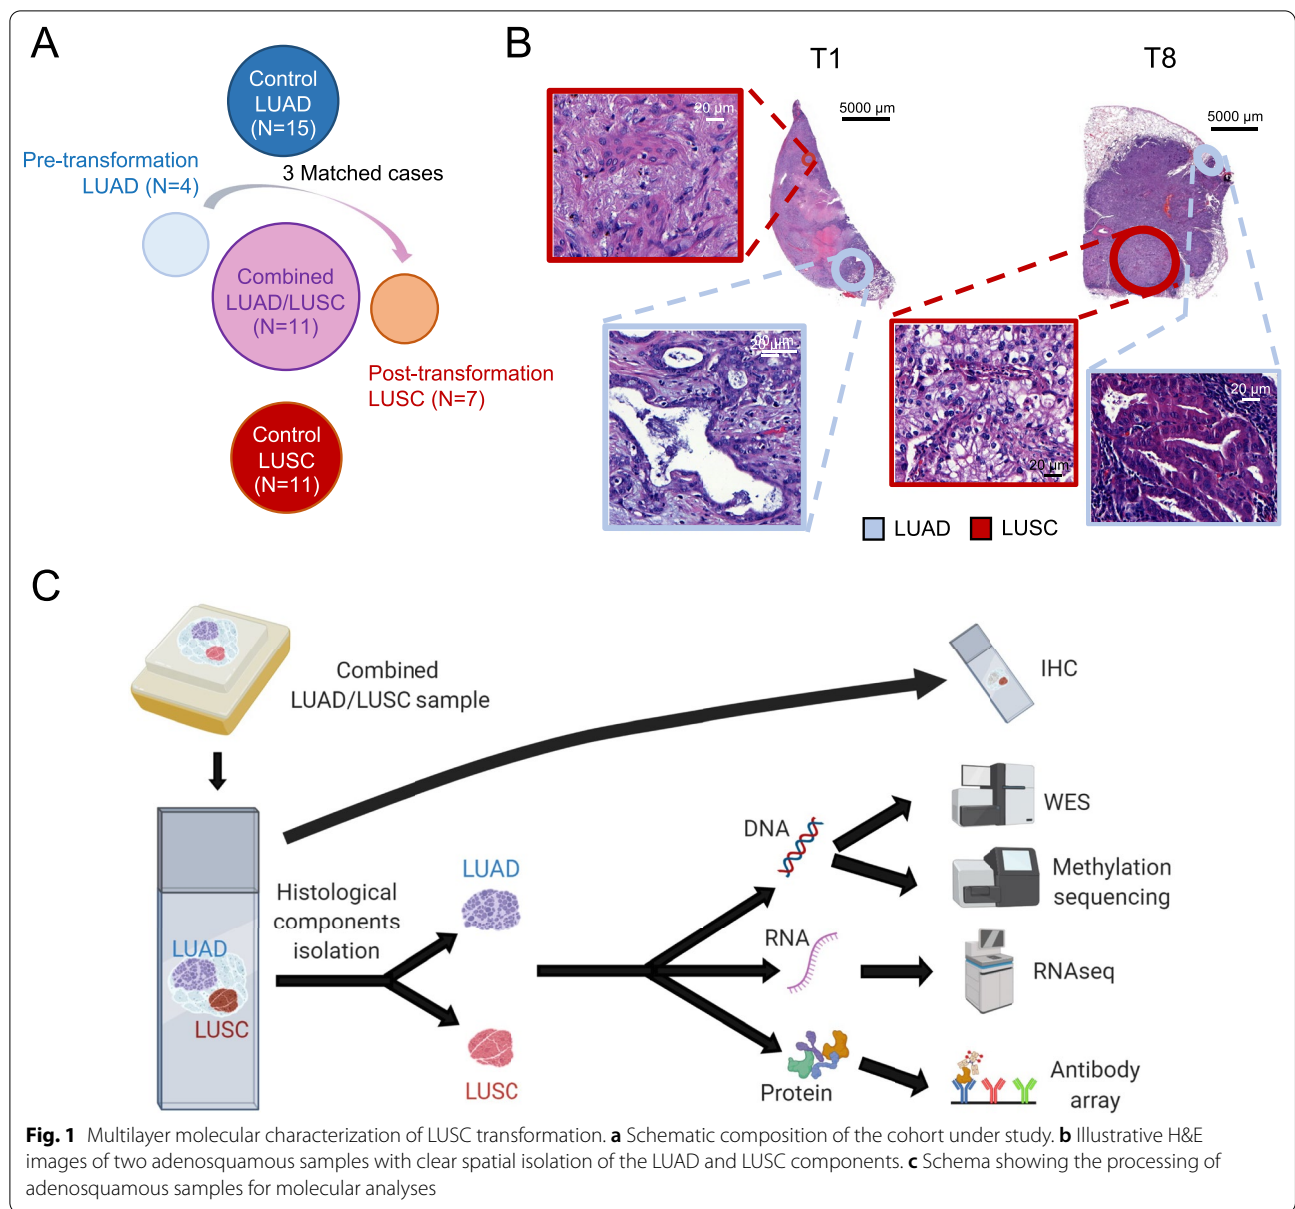 A
Control
LUAD
(N=15)
Pre-transformation
LUAD (N=4)
3 Matched cases
Combined
LUAD/LUSC
(N=11)
Post-transformation
LUSC (N=7)
Control
LUSC
(N=11)
B
T1
T8
20 µm
5000 µm
5000 µm
20 µm
20 µm
20 µm
20 µm
LUAD
LUSC
C
Combined
LUAD/LUSC sample
IHC
WES
DNA
Methylation
sequencing
LUAD
Histological
components
isolation
RNA
RNAseq
LUAD
LUSC
LUSC
Protein
Antibody
array
Fig. 1 Multilayer molecular characterization of LUSC transformation. a Schematic composition of the cohort under study. b Illustrative H&E
images of two adenosquamous samples with clear spatial isolation of the LUAD and LUSC components. c Schema showing the processing of
adenosquamous samples for molecular analyses